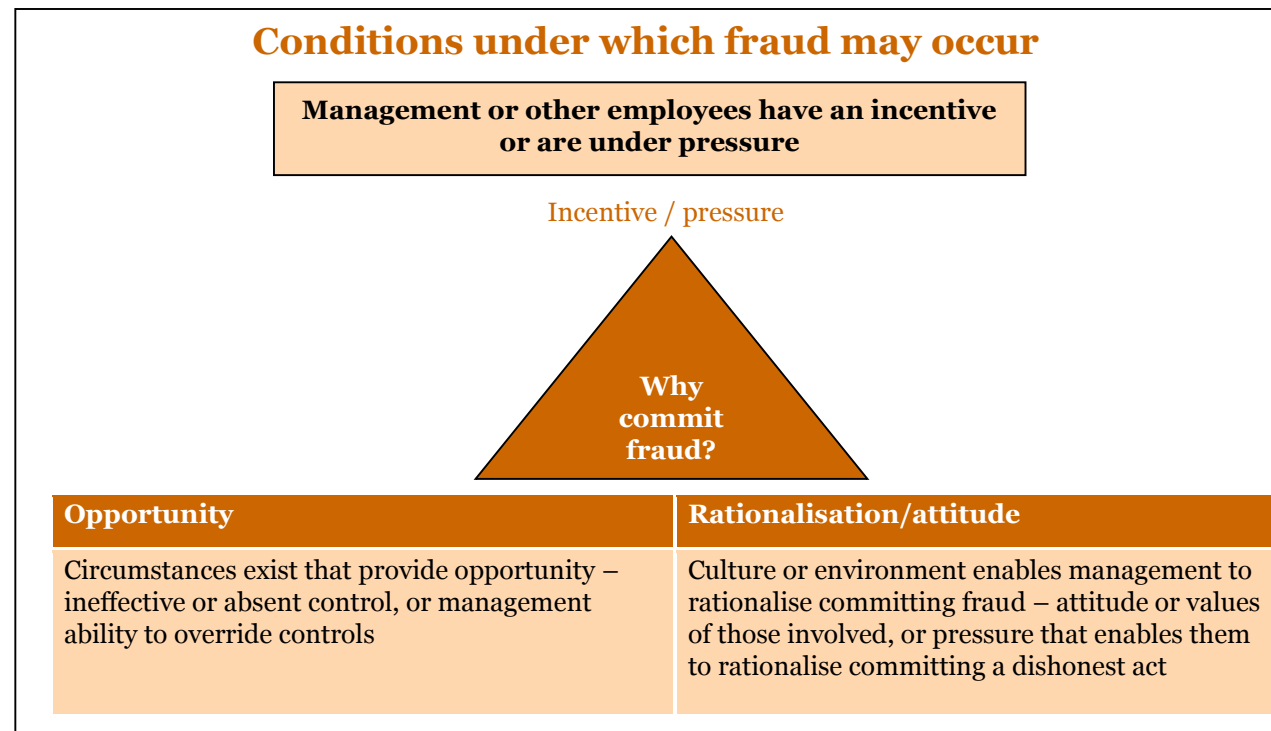 Conditions under which fraud may occur
Management or other employees have an incentive
or are under pressure
Incentive / pressure
Why
commit
fraud?
Opportunity
Circumstances exist that provide opportunity –
ineffective or absent control, or management
ability to override controls
Rationalisation/attitude
Culture or environment enables management to
rationalise committing fraud – attitude or values
of those involved, or pressure that enables them
to rationalise committing a dishonest act